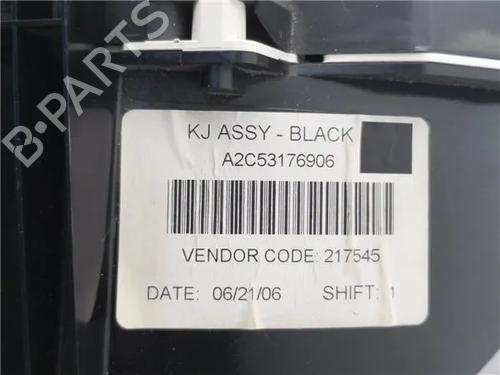 KJ ASSY - BLACK
A2C53176906
VENDOR CODE: 217545
DATE: 06/21/06 SHIFT: 1
B-PARTS